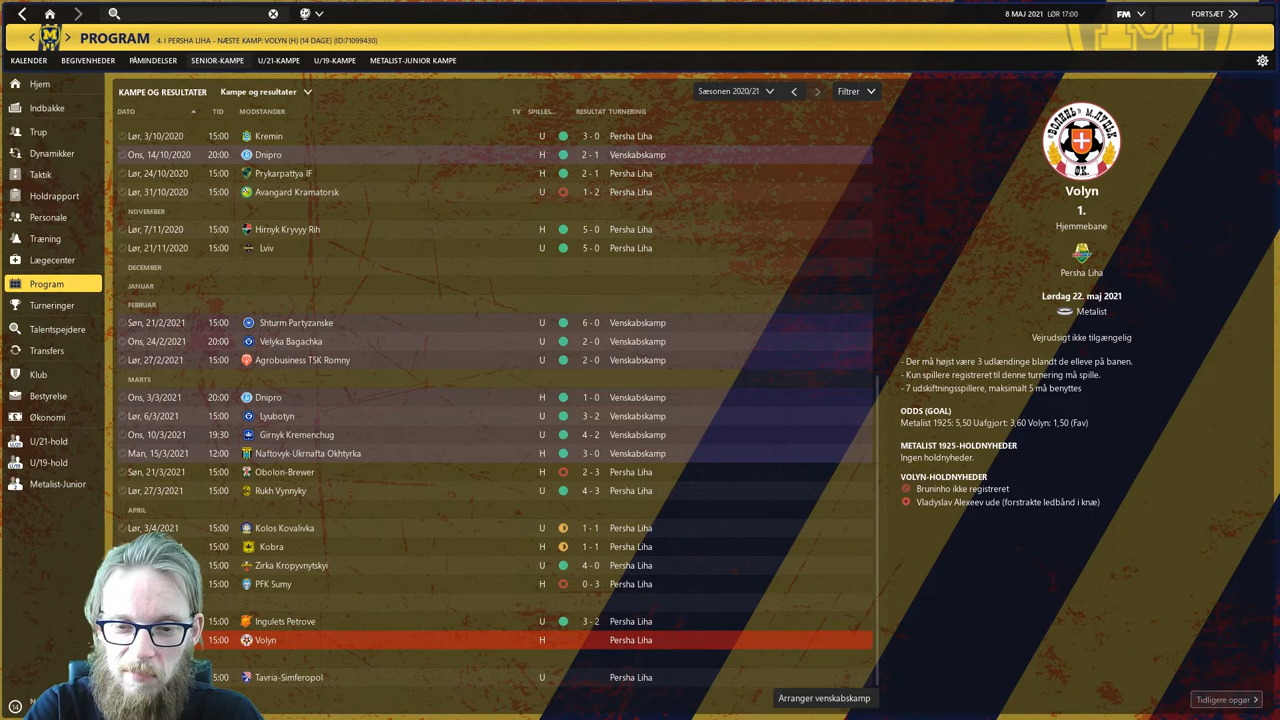 8 MAJ 2021 LØR 17:00
FM
FORTSÆT
PROGRAM 4. I PERSHA LIHA - NÆSTE KAMP: VOLYN (H) (14 DAGE) (ID:71099430)
KALENDER BEGIVENHEDER PÅMINDELSER SENIOR-KAMPE U/21-KAMPE U/19-KAMPE METALIST-JUNIOR KAMPE
Hjem
Indbakke
Trup
Dynamikker
Taktik
Holdrapport
Personale
Træning
Lægecenter
Program
Turneringer
Talentspejdere
Transfers
Klub
Bestyrelse
Økonomi
U/21-hold
U/19-hold
Metalist-Junior
14
KAMPE OG RESULTATER Kampe og resultater Sæsonen 2020/21 Filtrer
DATO TID MODSTANDER TV SPILLES... RESULTAT TURNERING
Lør, 3/10/2020 15:00 Kremin U 3 - 0 Persha Liha
Ons, 14/10/2020 20:00 Dnipro H 2 - 1 Venskabskamp
Lør, 24/10/2020 15:00 Prykarpattya IF H 2 - 1 Persha Liha
Lør, 31/10/2020 15:00 Avangard Kramatorsk U 1 - 2 Persha Liha
NOVEMBER
Lør, 7/11/2020 15:00 Hirnyk Kryvyy Rih H 5 - 0 Persha Liha
Lør, 21/11/2020 15:00 Lviv U 5 - 0 Persha Liha
DECEMBER
JANUAR
FEBRUAR
Søn, 21/2/2021 15:00 Shturm Partyzanske U 6 - 0 Venskabskamp
Ons, 24/2/2021 20:00 Velyka Bagachka U 2 - 0 Venskabskamp
Lør, 27/2/2021 15:00 Agrobusiness TSK Romny U 2 - 0 Venskabskamp
MARTS
Ons, 3/3/2021 20:00 Dnipro H 1 - 0 Venskabskamp
Lør, 6/3/2021 15:00 Lyubotyn U 3 - 2 Venskabskamp
Ons, 10/3/2021 19:30 Girnyk Kremenchug U 4 - 2 Venskabskamp
Man, 15/3/2021 12:00 Naftovyk-Ukrnafta Okhtyrka H 3 - 0 Venskabskamp
Søn, 21/3/2021 15:00 Obolon-Brewer H 2 - 3 Persha Liha
Lør, 27/3/2021 15:00 Rukh Vynnyky U 4 - 3 Persha Liha
APRIL
Lør, 3/4/2021 15:00 Kolos Kovalivka U 1 - 1 Persha Liha
15:00 Kobra H 1 - 1 Persha Liha
15:00 Zirka Kropyvnytskyi U 4 - 0 Persha Liha
15:00 PFK Sumy H 0 - 3 Persha Liha
15:00 Ingulets Petrove U 3 - 2 Persha Liha
15:00 Volyn H Persha Liha
5:00 Tavria-Simferopol U Persha Liha
Arranger venskabskamp
ВОЛИНЬ м.ЛУЦЬК
Ф.К.
Volyn
1.
Hjemmebane
Persha Liha
Lørdag 22. maj 2021
Metalist
Vejrudsigt ikke tilgængelig
- Der må højst være 3 udlændinge blandt de elleve på banen.
- Kun spillere registreret til denne turnering må spille.
- 7 udskiftningsspillere, maksimalt 5 må benyttes
ODDS (GOAL)
Metalist 1925: 5,50 Uafgjort: 3,60 Volyn: 1,50 (Fav)
METALIST 1925-HOLDNYHEDER
Ingen holdnyheder.
VOLYN-HOLDNYHEDER
Bruninho ikke registreret
Vladyslav Alexeev ude (forstrakte ledbånd i knæ)
Tidligere opgør